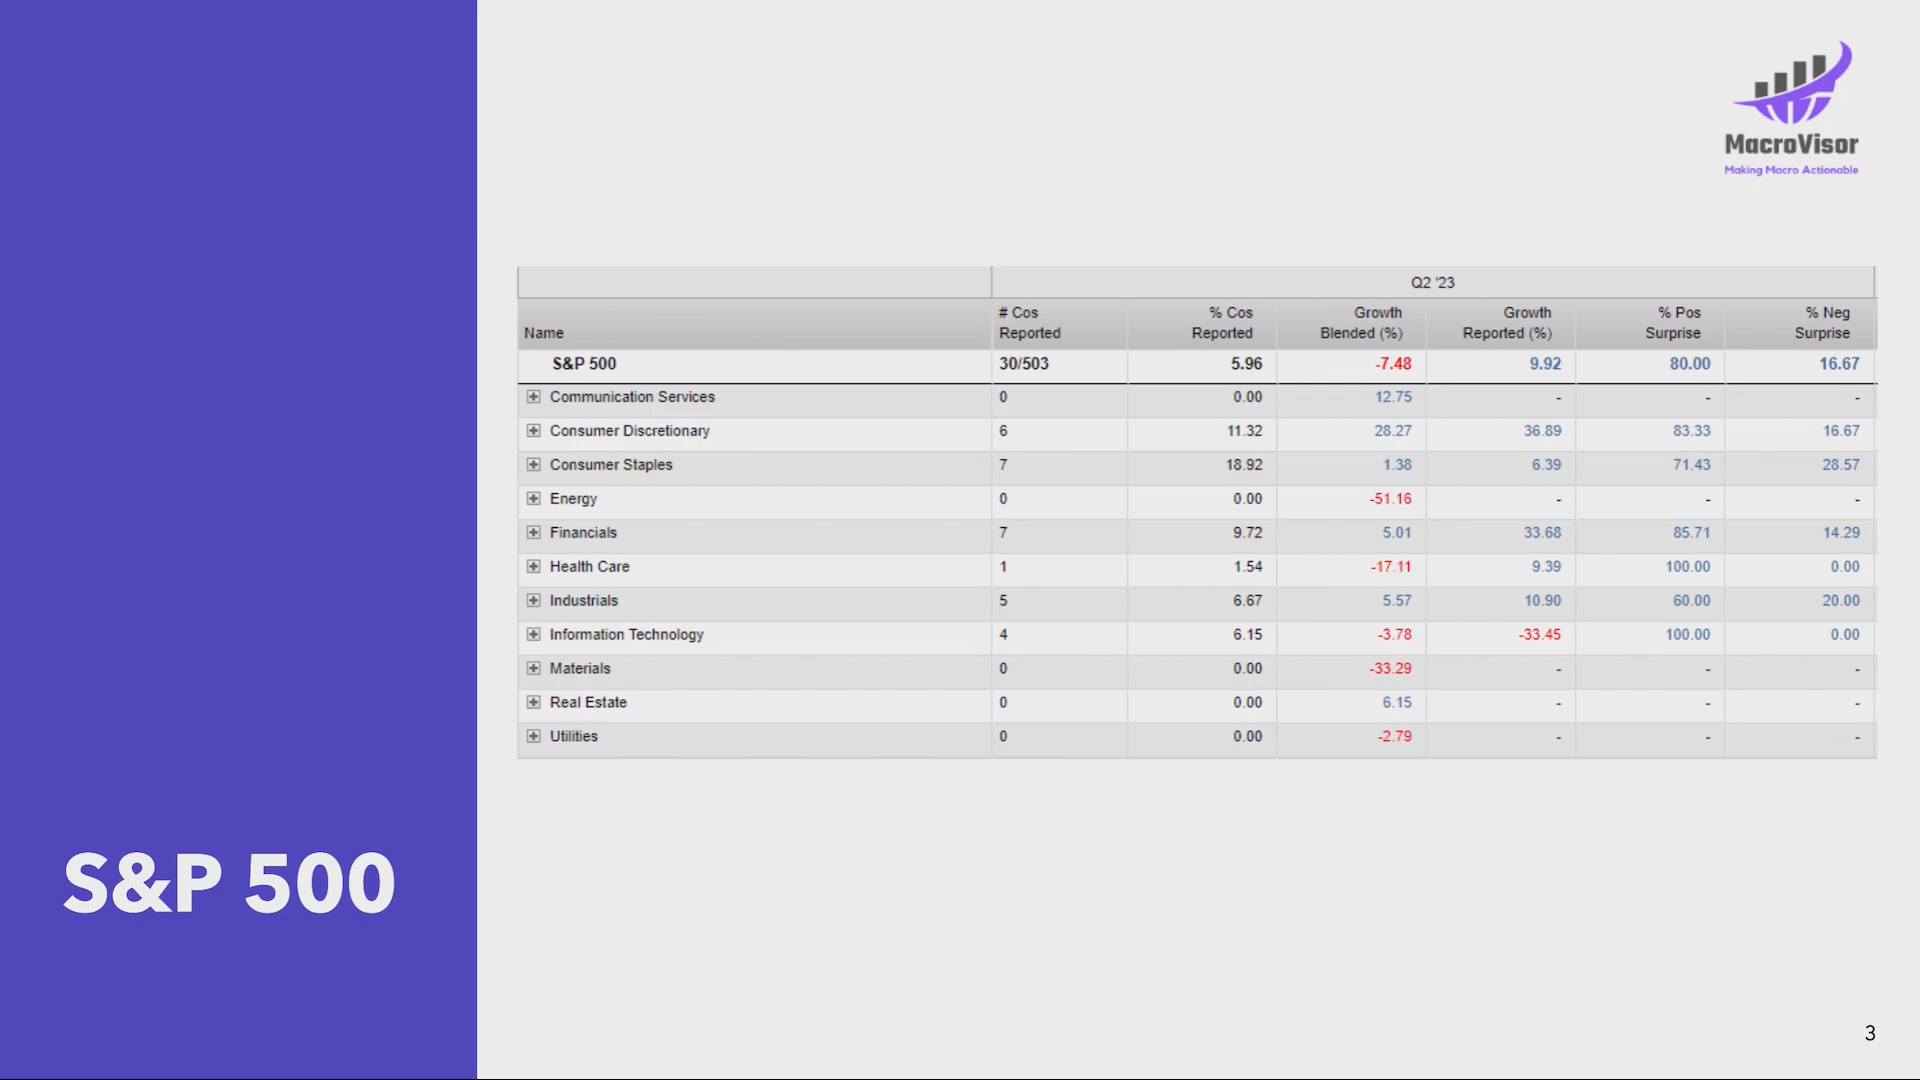 MacroVisor
Making Macro Actionable
Q2 '23
Name # Cos Reported % Cos Reported Growth Blended (%) Growth Reported (%) % Pos Surprise % Neg Surprise
S&P 500 30/503 5.96 -7.48 9.92 80.00 16.67
Communication Services 0 0.00 12.75 - - -
Consumer Discretionary 6 11.32 28.27 36.89 83.33 16.67
Consumer Staples 7 18.92 1.38 6.39 71.43 28.57
Energy 0 0.00 -51.16 - - -
Financials 7 9.72 5.01 33.68 85.71 14.29
Health Care 1 1.54 -17.11 9.39 100.00 0.00
Industrials 5 6.67 5.57 10.90 60.00 20.00
Information Technology 4 6.15 -3.78 -33.45 100.00 0.00
Materials 0 0.00 -33.29 - - -
Real Estate 0 0.00 6.15 - - -
Utilities 0 0.00 -2.79 - - -
S&P 500
3